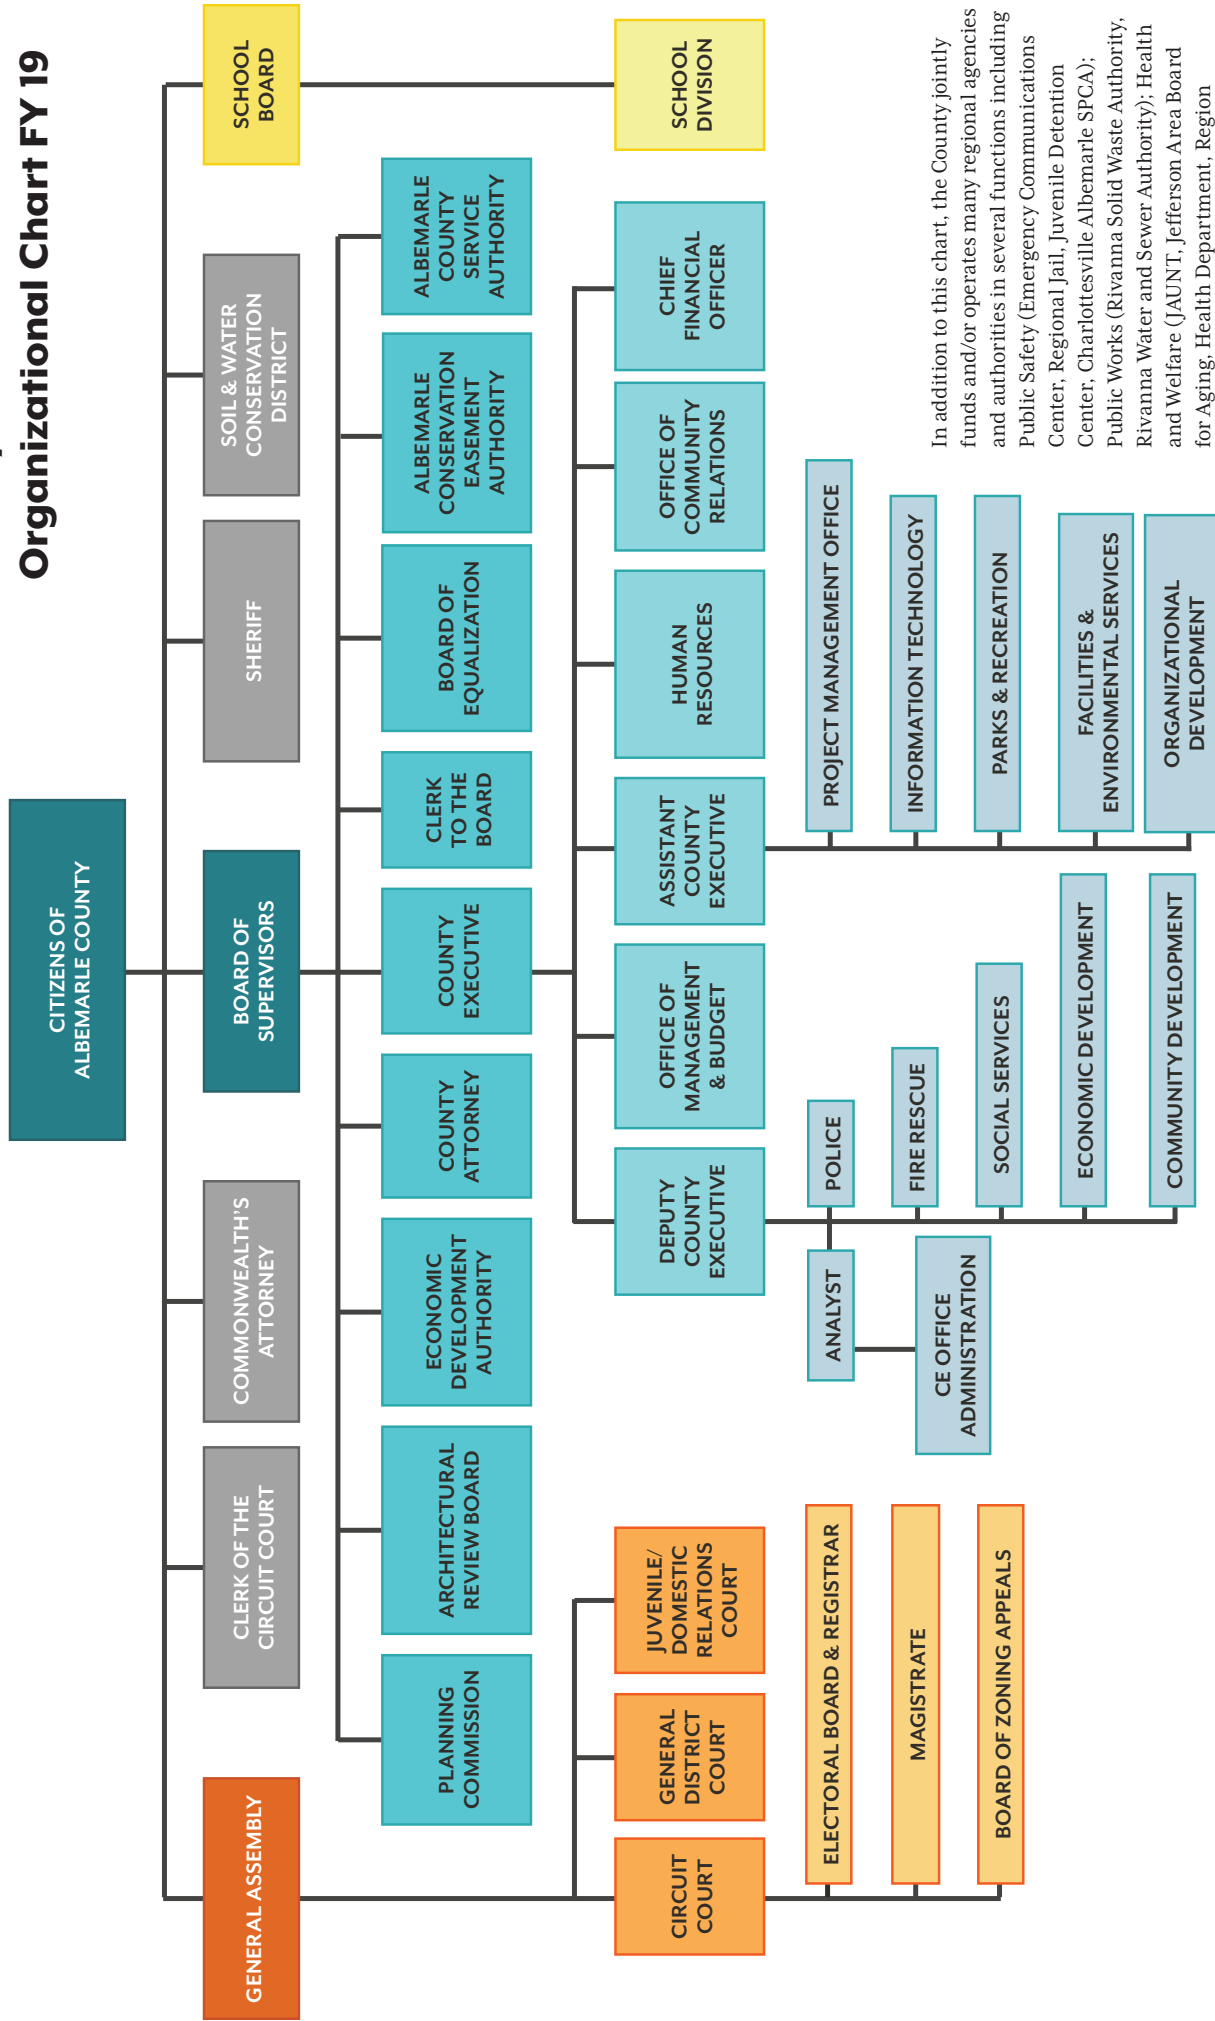 Organizational Chart FY 19
CITIZENS OF
ALBEMARLE COUNTY
GENERAL ASSEMBLY
CLERK OF THE
CIRCUIT COURT
COMMONWEALTH'S
ATTORNEY
BOARD OF
SUPERVISORS
SHERIFF
SOIL & WATER
CONSERVATION
DISTRICT
SCHOOL
BOARD
PLANNING
COMMISSION
ARCHITECTURAL
REVIEW BOARD
ECONOMIC
DEVELOPMENT
AUTHORITY
COUNTY
ATTORNEY
COUNTY
EXECUTIVE
CLERK
TO THE
BOARD
BOARD OF
EQUALIZATION
ALBEMARLE
CONSERVATION
EASEMENT
AUTHORITY
ALBEMARLE
COUNTY
SERVICE
AUTHORITY
CIRCUIT
COURT
GENERAL
DISTRICT
COURT
JUVENILE/
DOMESTIC
RELATIONS
COURT
DEPUTY
COUNTY
EXECUTIVE
OFFICE OF
MANAGEMENT
& BUDGET
ASSISTANT
COUNTY
EXECUTIVE
HUMAN
RESOURCES
OFFICE OF
COMMUNITY
RELATIONS
CHIEF
FINANCIAL
OFFICER
SCHOOL
DIVISION
ELECTORAL BOARD & REGISTRAR
MAGISTRATE
BOARD OF ZONING APPEALS
ANALYST
CE OFFICE
ADMINISTRATION
POLICE
FIRE RESCUE
SOCIAL SERVICES
ECONOMIC DEVELOPMENT
COMMUNITY DEVELOPMENT
PROJECT MANAGEMENT OFFICE
INFORMATION TECHNOLOGY
PARKS & RECREATION
FACILITIES &
ENVIRONMENTAL SERVICES
ORGANIZATIONAL
DEVELOPMENT
In addition to this chart, the County jointly
funds and/or operates many regional agencies
and authorities in several functions including
Public Safety (Emergency Communications
Center, Regional Jail, Juvenile Detention
Center, Charlottesville Albemarle SPCA);
Public Works (Rivanna Solid Waste Authority,
Rivanna Water and Sewer Authority); Health
and Welfare (JAUNT, Jefferson Area Board
for Aging, Health Department, Region